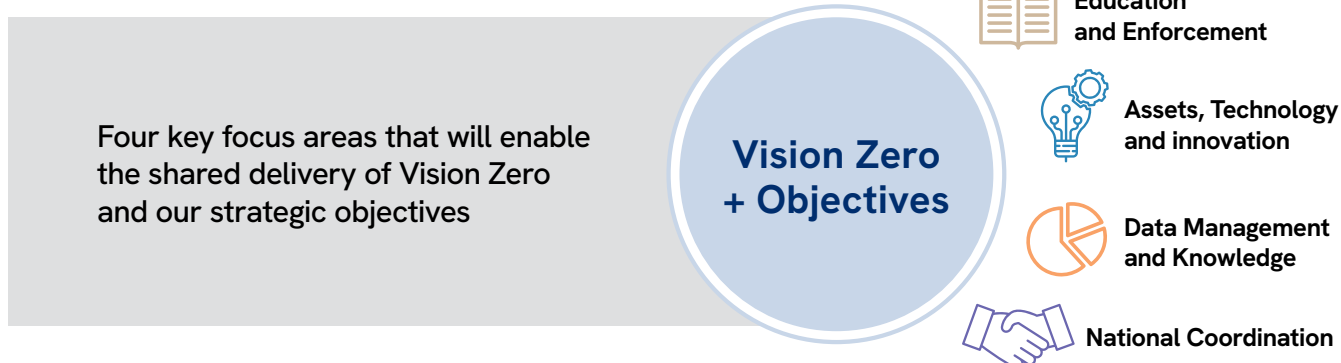 Four key focus areas that will enable
the shared delivery of Vision Zero
and our strategic objectives
Vision Zero
+ Objectives
Education
and Enforcement
Assets, Technology
and innovation
Data Management
and Knowledge
National Coordination